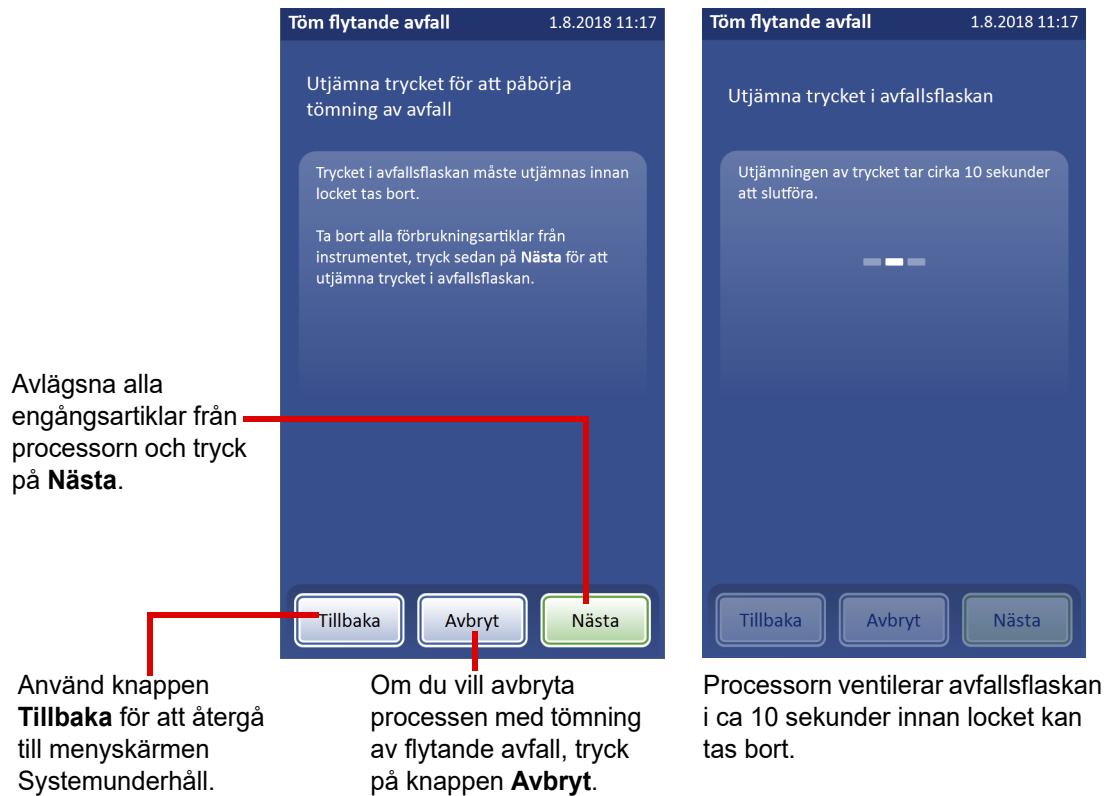 Töm flytande avfall 1.8.2018 11:17
Utjämna trycket för att påbörja
tömning av avfall
Trycket i avfallsflaskan måste utjämnas innan
locket tas bort.
Ta bort alla förbrukningsartiklar från
instrumentet, tryck sedan på Nästa för att
utjämna trycket i avfallsflaskan.
Tillbaka Avbryt Nästa
Töm flytande avfall 1.8.2018 11:17
Utjämna trycket i avfallsflaskan
Utjämningen av trycket tar cirka 10 sekunder
att slutföra.
Tillbaka Avbryt Nästa
Avlägsna alla
engångsartiklar från
processorn och tryck
på Nästa.
Använd knappen
Tillbaka för att återgå
till menyskärmen
Systemunderhåll.
Om du vill avbryta
processen med tömning
av flytande avfall, tryck
på knappen Avbryt.
Processorn ventilerar avfallsflaskan
i ca 10 sekunder innan locket kan
tas bort.